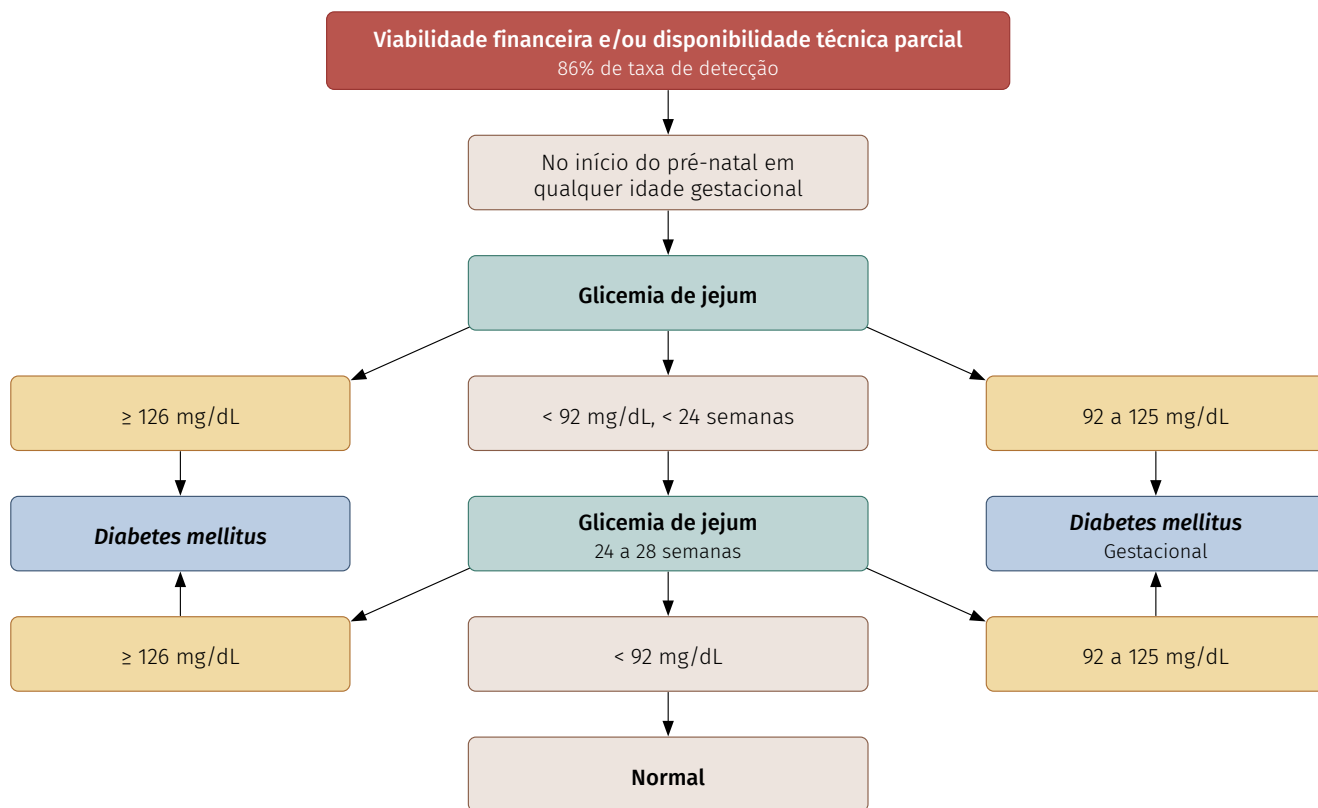 Viabilidade financeira e/ou disponibilidade técnica parcial
86% de taxa de detecção
No início do pré-natal em
qualquer idade gestacional
Glicemia de jejum
≥ 126 mg/dL
< 92 mg/dL, < 24 semanas
92 a 125 mg/dL
Diabetes mellitus
Glicemia de jejum
24 a 28 semanas
Diabetes mellitus
Gestacional
≥ 126 mg/dL
< 92 mg/dL
92 a 125 mg/dL
Normal